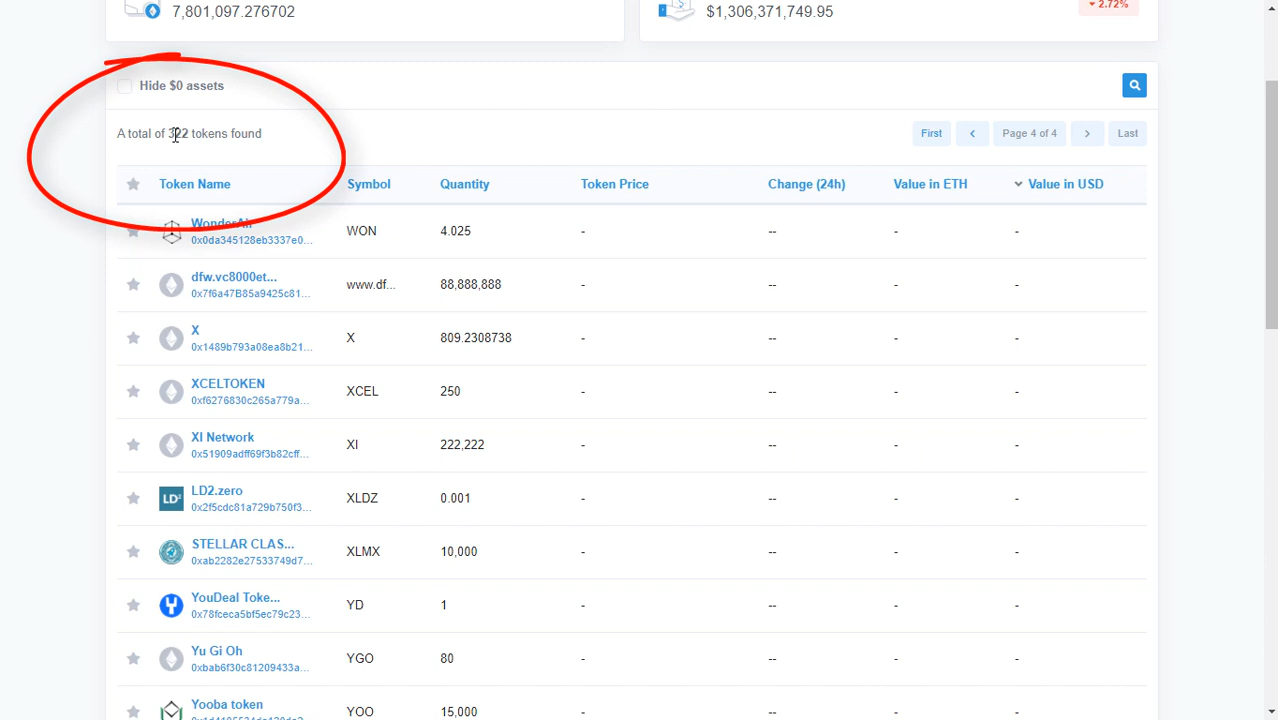 7,801,097.276702
$1,306,371,749.95
2.72%
Hide $0 assets
A total of 322 tokens found
First
Page 4 of 4
Last
Token Name Symbol Quantity Token Price Change (24h) Value in ETH Value in USD
WonderAir
0x0da345128eb3337e0... WON 4.025 - -- - -
dfw.vc8000et...
0x7f6a47B85a9425c81... www.df... 88,888,888 - -- - -
X
0x1489b793a08ea8b21... X 809.2308738 - -- - -
XCELTOKEN
0xf6276830c265a779a... XCEL 250 - -- - -
XI Network
0x51909adff69f3b82cff... XI 222,222 - -- - -
LD2
LD2.zero
0x2f5cdc81a729b750f3... XLDZ 0.001 - -- - -
STELLAR CLAS...
0xab2282e27533749d7... XLMX 10,000 - -- - -
YouDeal Toke...
0x78fceca5bf5ec79c23... YD 1 - -- - -
Yu Gi Oh
0xbab6f30c81209433a... YGO 80 - -- - -
Yooba token
YOO 15,000 - -- - -